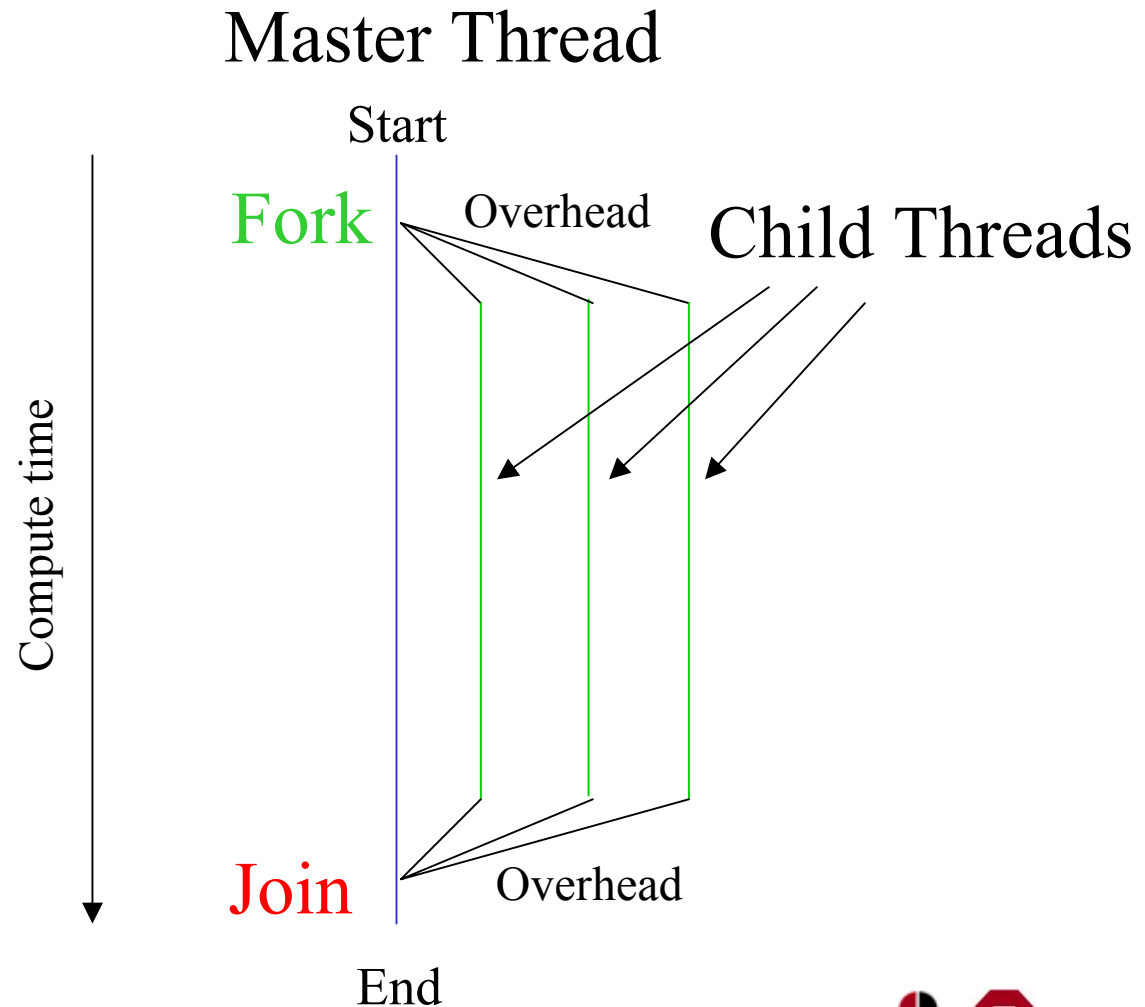 Master Thread
Start
Fork
Overhead
Child Threads
Compute time
Join
Overhead
End